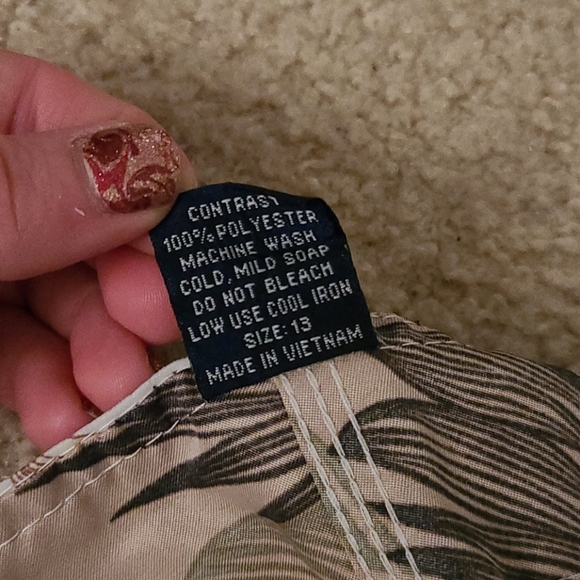 CONTRAST
100% POLYESTER
MACHINE WASH
COLD, MILD SOAP
DO NOT BLEACH
LOW USE COOL IRON
SIZE: 13
MADE IN VIETNAM